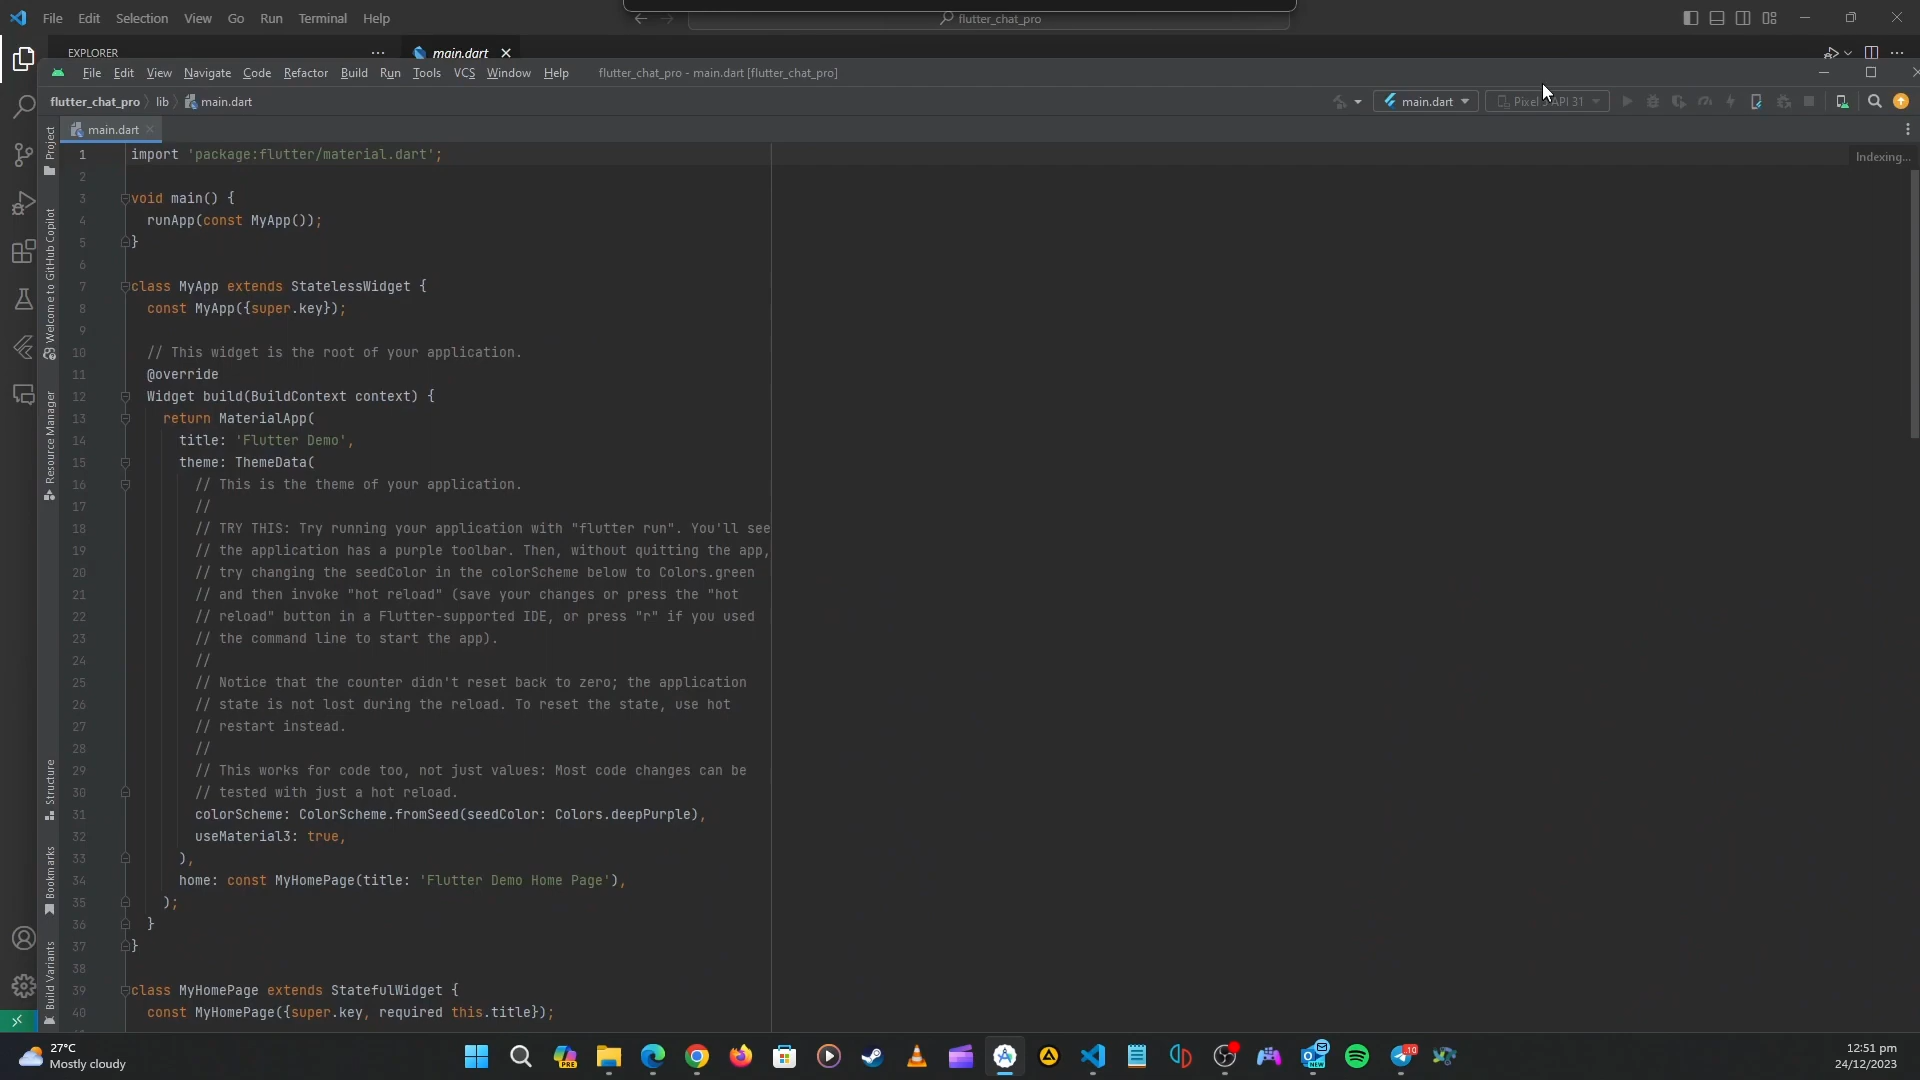 File Edit Selection View Go Run Terminal Help
flutter_chat_pro
EXPLORER
main.dart
File Edit View Navigate Code Refactor Build Run Tools VCS Window Help
flutter_chat_pro - main.dart [flutter_chat_pro]
flutter_chat_pro lib main.dart
main.dart
API 31
main.dart
Indexing...
Project
Welcome to GitHub Copilot
Resource Manager
Structure
Bookmarks
Build Variants
1 import 'package:flutter/material.dart';
2
3 void main() {
4 runApp(const MyApp());
5 }
6
7 class MyApp extends StatelessWidget {
8 const MyApp({super.key});
9
10 // This widget is the root of your application.
11 @override
12 Widget build(BuildContext context) {
13 return MaterialApp(
14 title: 'Flutter Demo',
15 theme: ThemeData(
16 // This is the theme of your application.
17 //
18 // TRY THIS: Try running your application with "flutter run". You'll see
19 // the application has a purple toolbar. Then, without quitting the app,
20 // try changing the seedColor in the colorScheme below to Colors.green
21 // and then invoke "hot reload" (save your changes or press the "hot
22 // reload" button in a Flutter-supported IDE, or press "r" if you used
23 // the command line to start the app).
24 //
25 // Notice that the counter didn't reset back to zero; the application
26 // state is not lost during the reload. To reset the state, use hot
27 // restart instead.
28 //
29 // This works for code too, not just values: Most code changes can be
30 // tested with just a hot reload.
31 colorScheme: ColorScheme.fromSeed(seedColor: Colors.deepPurple),
32 useMaterial3: true,
33 ),
34 home: const MyHomePage(title: 'Flutter Demo Home Page'),
35 );
36 }
37 }
38
39 class MyHomePage extends StatefulWidget {
40 const MyHomePage({super.key, required this.title});
27°C
Mostly cloudy
PRE
NEW
10
12:51 pm
24/12/2023